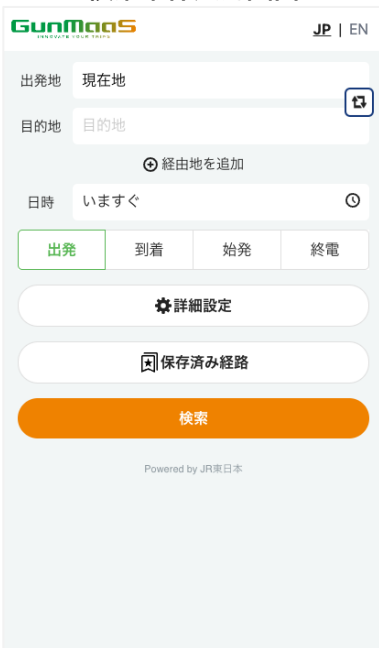 GunMaaS
INNOVATE YOUR TRIPS
JP | EN
出発地 現在地
目的地 目的地
経由地を追加
日時 いますぐ
出発 到着 始発 終電
詳細設定
保存済み経路
検索
Powered by JR東日本